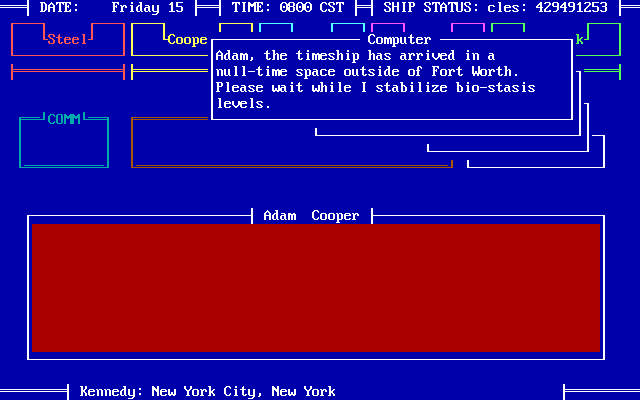 DATE: Friday 15 TIME: 0800 CST SHIP STATUS: cles: 429491253
Steel Coope k
Computer
Adam, the timeship has arrived in a
null-time space outside of Fort Worth.
Please wait while I stabilize bio-stasis
levels.
COMM
Adam Cooper
Kennedy: New York City, New York